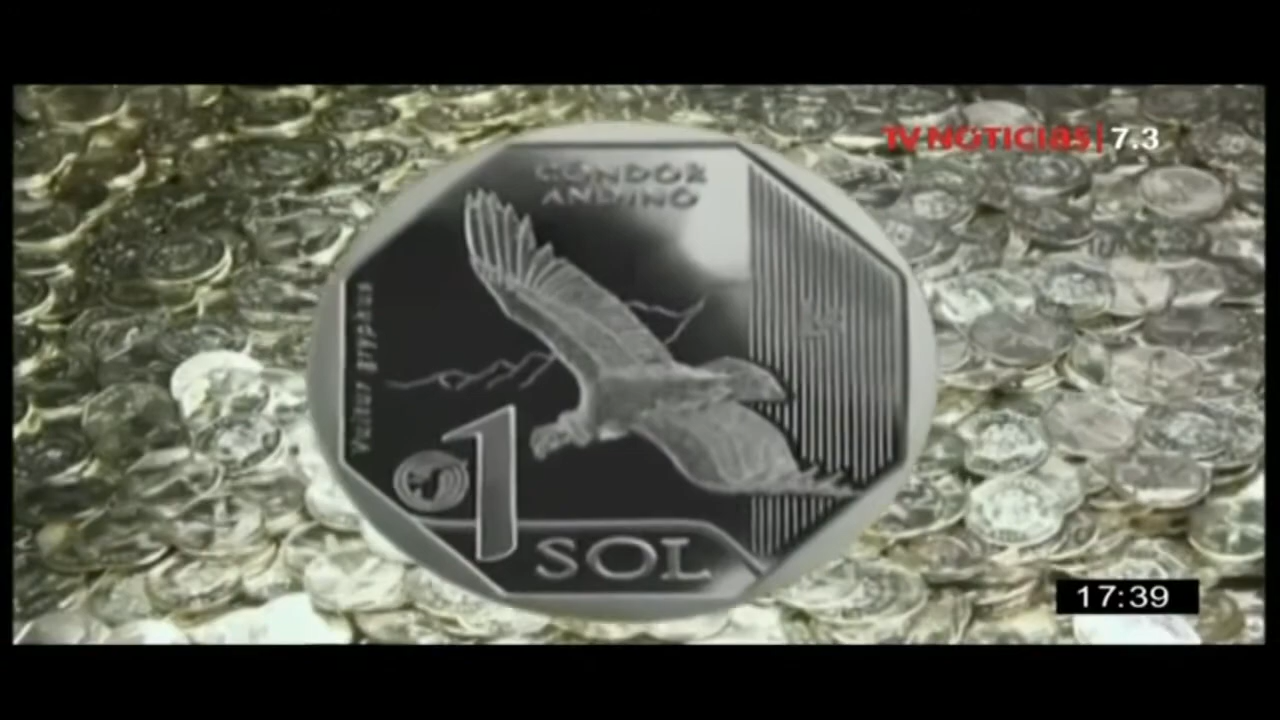 TV NOTICIAS | 7.3
CÓNDOR
ANDINO
Vultur gryphus
1
SOL
17:39